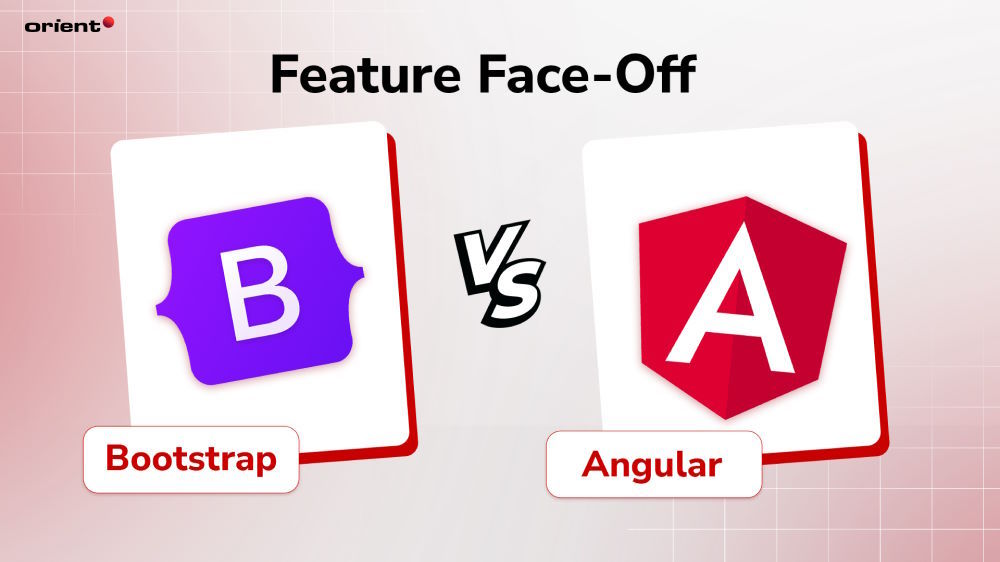 orient
Feature Face-Off
B
VS
A
Bootstrap
Angular